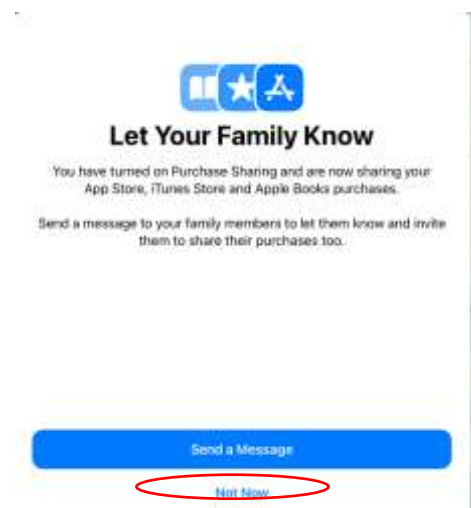 Let Your Family Know
You have turned on Purchase Sharing and are now sharing your
App Store, iTunes Store and Apple Books purchases.
Send a message to your family members to let them know and invite
them to share their purchases too.
Send a Message
Not Now